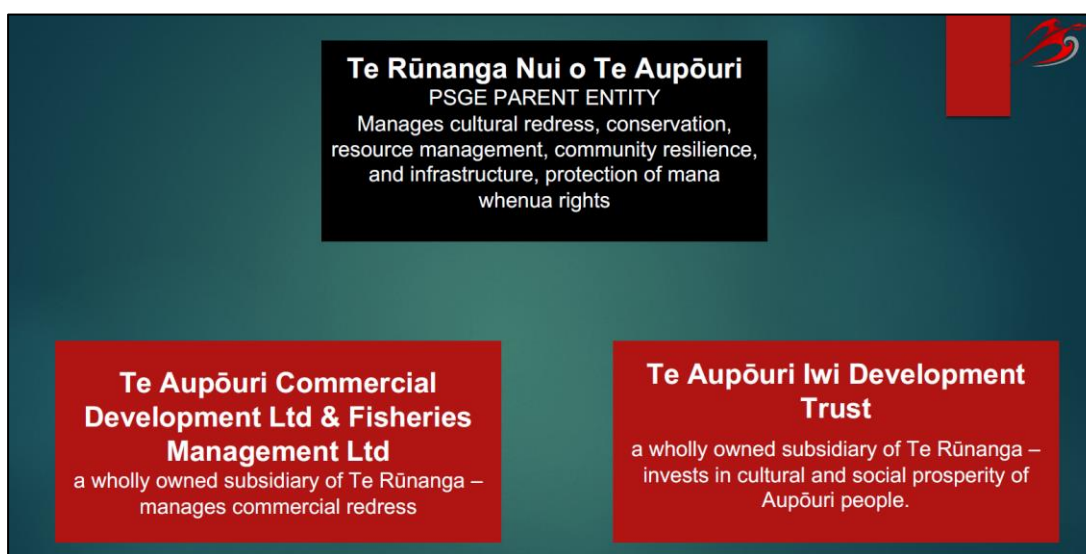 Te Rūnanga Nui o Te Aupōuri
PSGE PARENT ENTITY
Manages cultural redress, conservation,
resource management, community resilience,
and infrastructure, protection of mana
whenua rights
Te Aupōuri Commercial
Development Ltd & Fisheries
Management Ltd
a wholly owned subsidiary of Te Rūnanga –
manages commercial redress
Te Aupōuri Iwi Development
Trust
a wholly owned subsidiary of Te Rūnanga –
invests in cultural and social prosperity of
Aupōuri people.